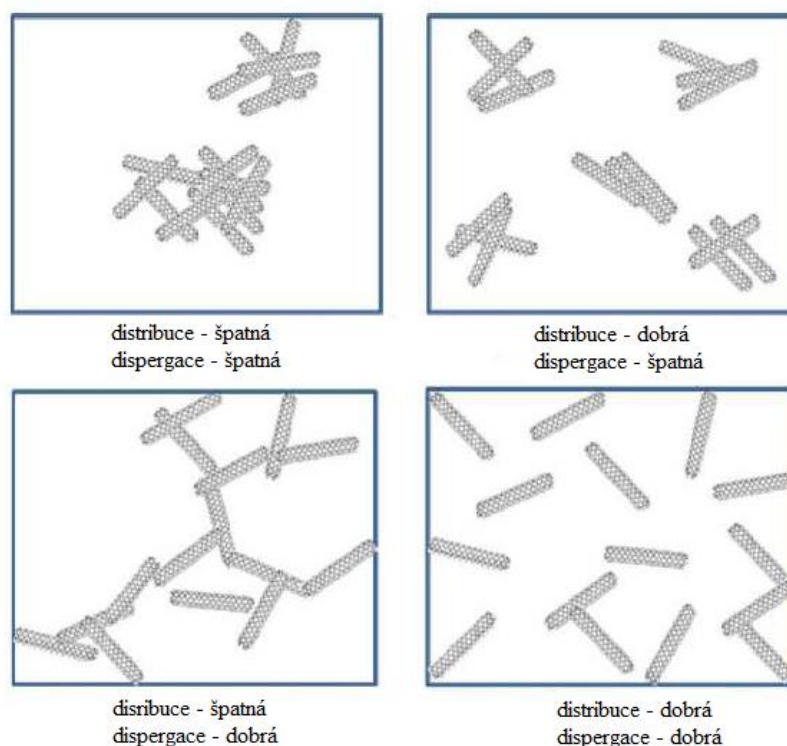 distribuce - špatná
dispergace - špatná
distribuce - dobrá
dispergace - špatná
disribuce - špatná
dispergace - dobrá
distribuce - dobrá
dispergace - dobrá